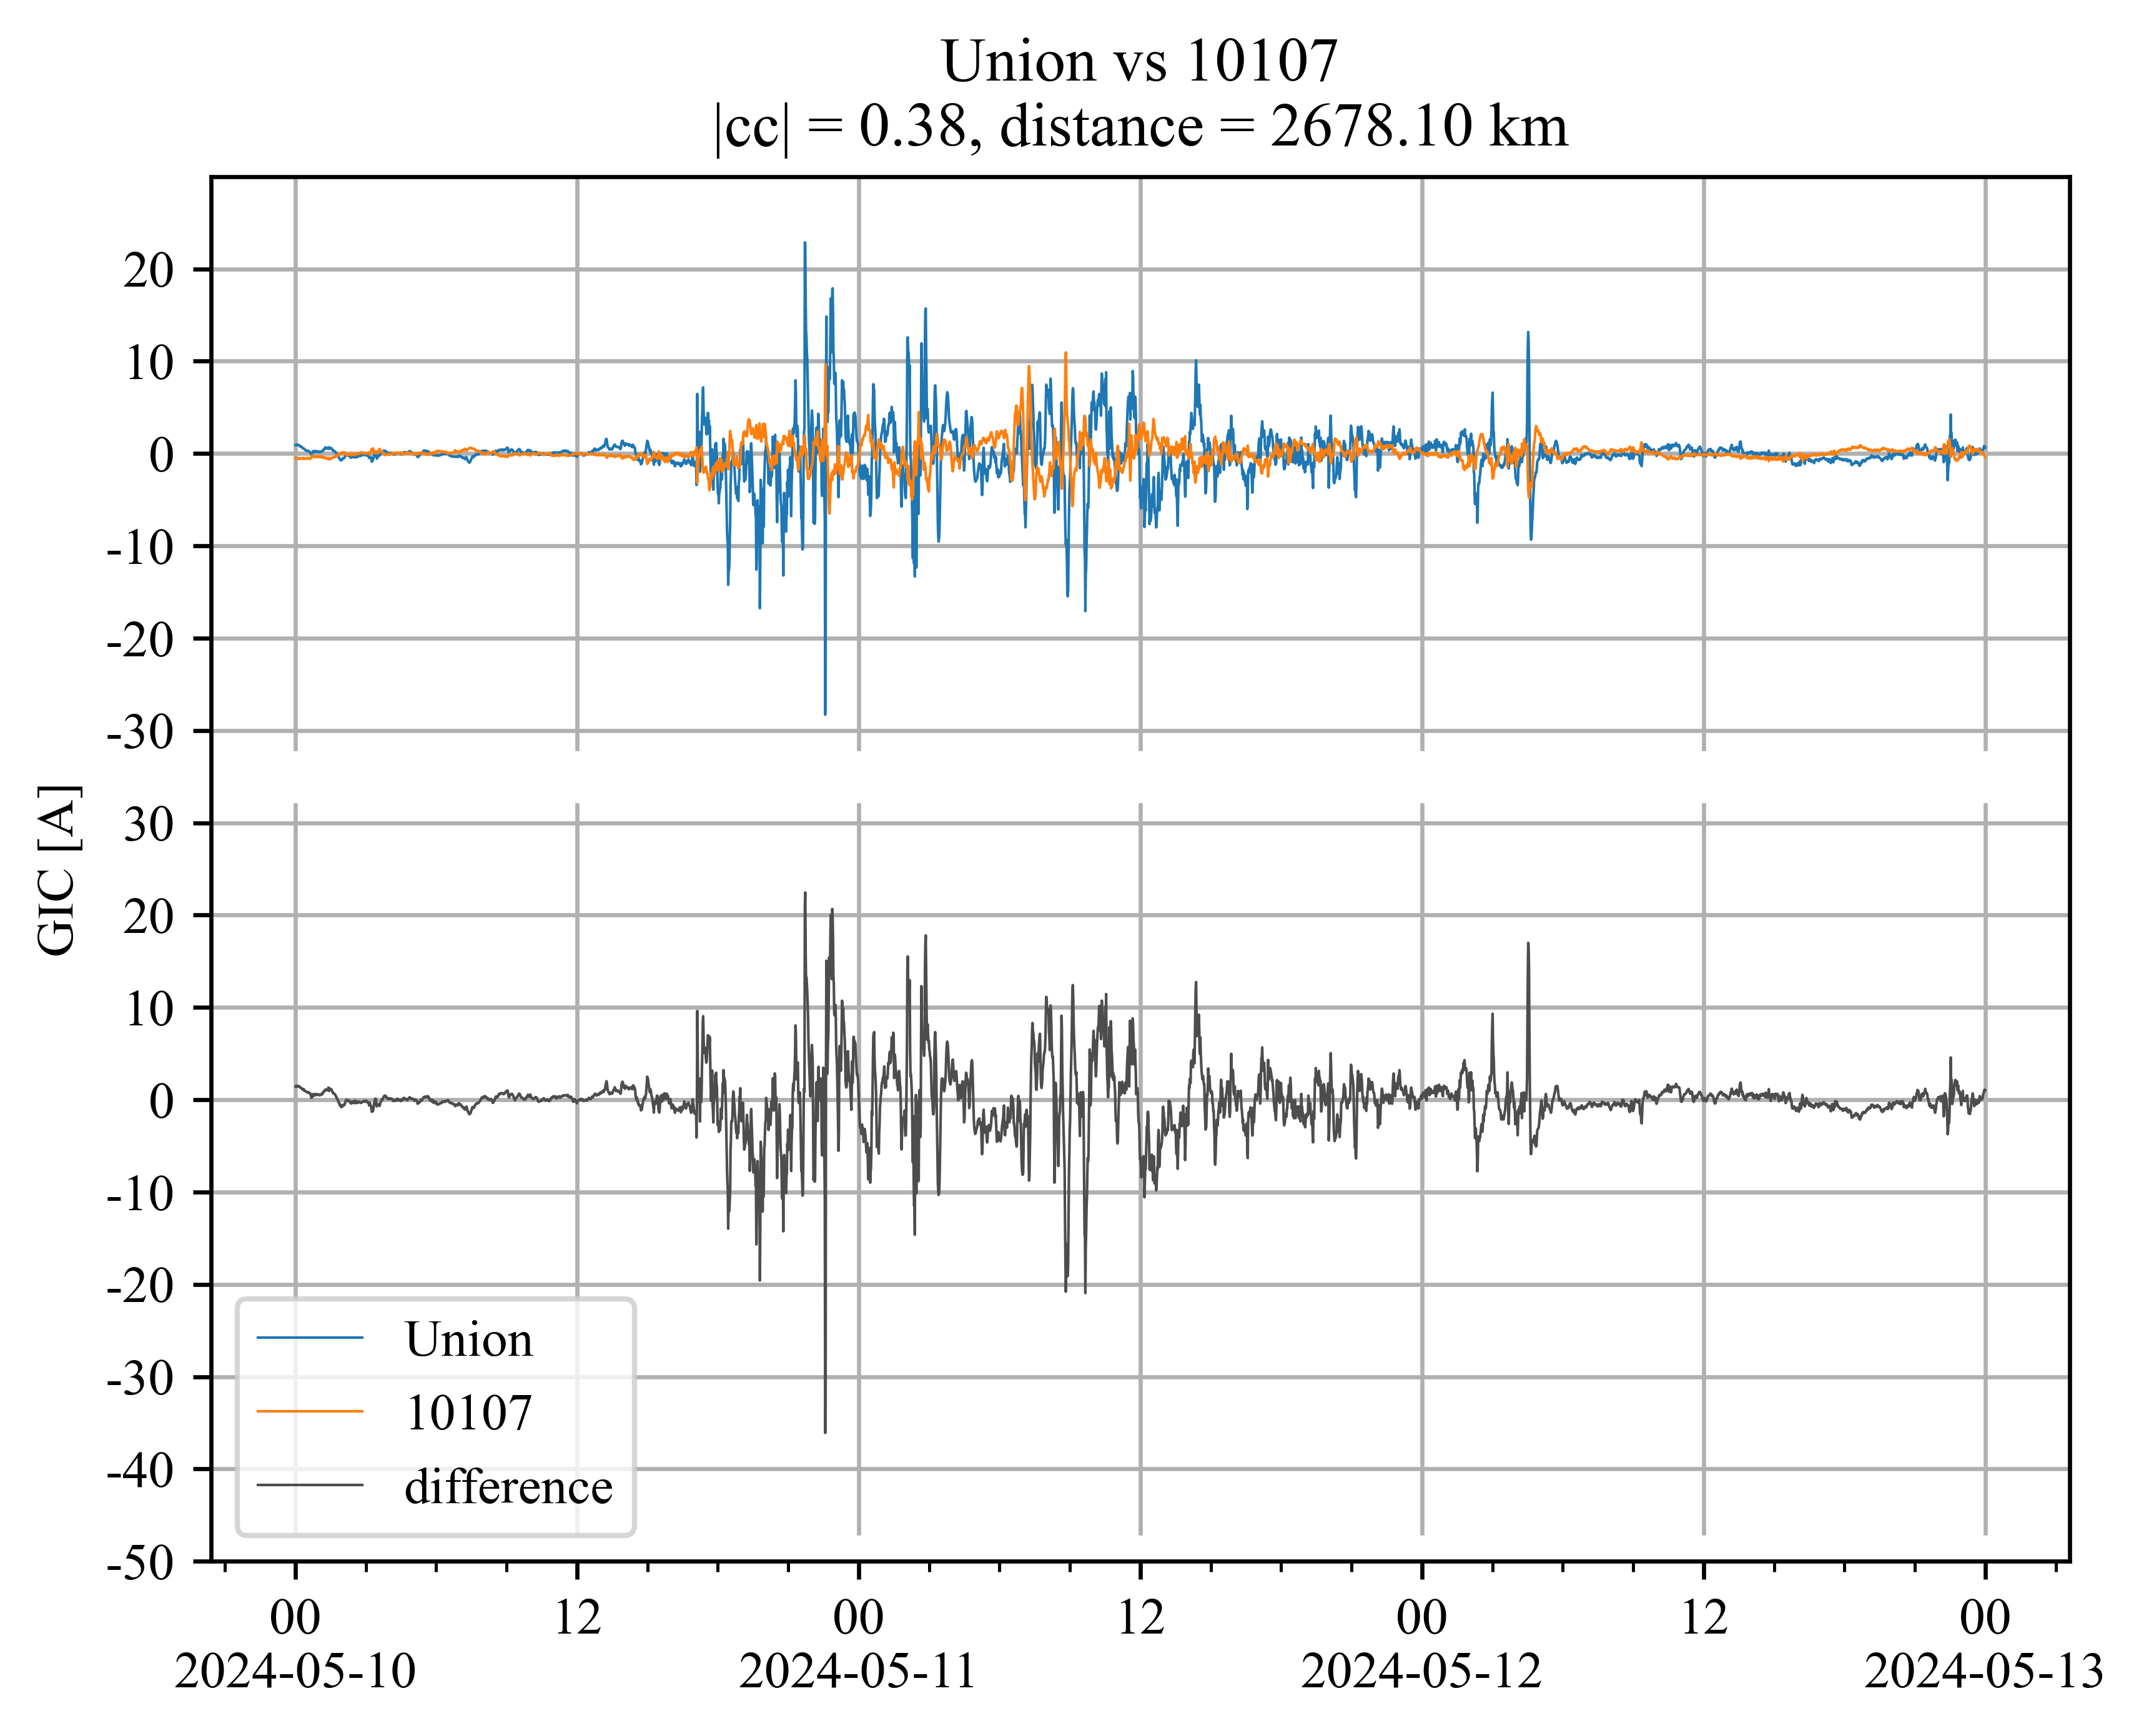 Union vs 10107
|cc| = 0.38, distance = 2678.10 km
20
10
0
-10
-20
-30
GIC [A]
30
20
10
0
-10
-20
-30
-40
-50
Union
10107
difference
00 12 00 12 00 12 00
2024-05-10 2024-05-11 2024-05-12 2024-05-13